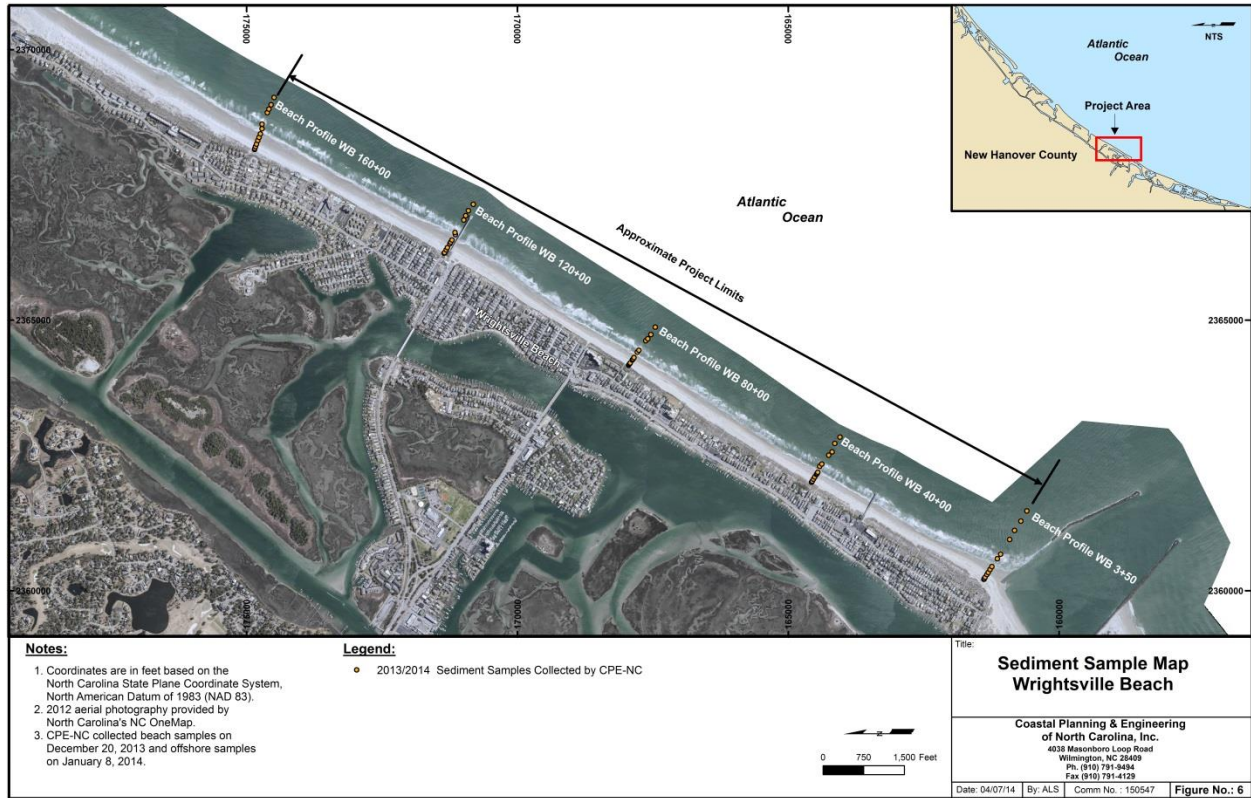 175000
170000
165000
2370000
Atlantic
Ocean
NTS
Project Area
New Hanover County
Beach Profile WB 160+00
Atlantic
Ocean
Beach Profile WB 120+00
Approximate Project Limits
2365000
2365000
Wrightsville Beach
Beach Profile WB 80+00
Beach Profile WB 40+00
Beach Profile WB 3+50
2360000
2360000
175000
170000
165000
160000
Notes:
1. Coordinates are in feet based on the
North Carolina State Plane Coordinate System,
North American Datum of 1983 (NAD 83).
2. 2012 aerial photography provided by
North Carolina's NC OneMap.
3. CPE-NC collected beach samples on
December 20, 2013 and offshore samples
on January 8, 2014.
Legend:
2013/2014 Sediment Samples Collected by CPE-NC
0 750 1,500 Feet
Title:
Sediment Sample Map
Wrightsville Beach
Coastal Planning & Engineering
of North Carolina, Inc.
4038 Masonboro Loop Road
Wilmington, NC 28409
Ph. (910) 791-9494
Fax (910) 791-4129
Date: 04/07/14 By: ALS Comm No. : 150547 Figure No.: 6